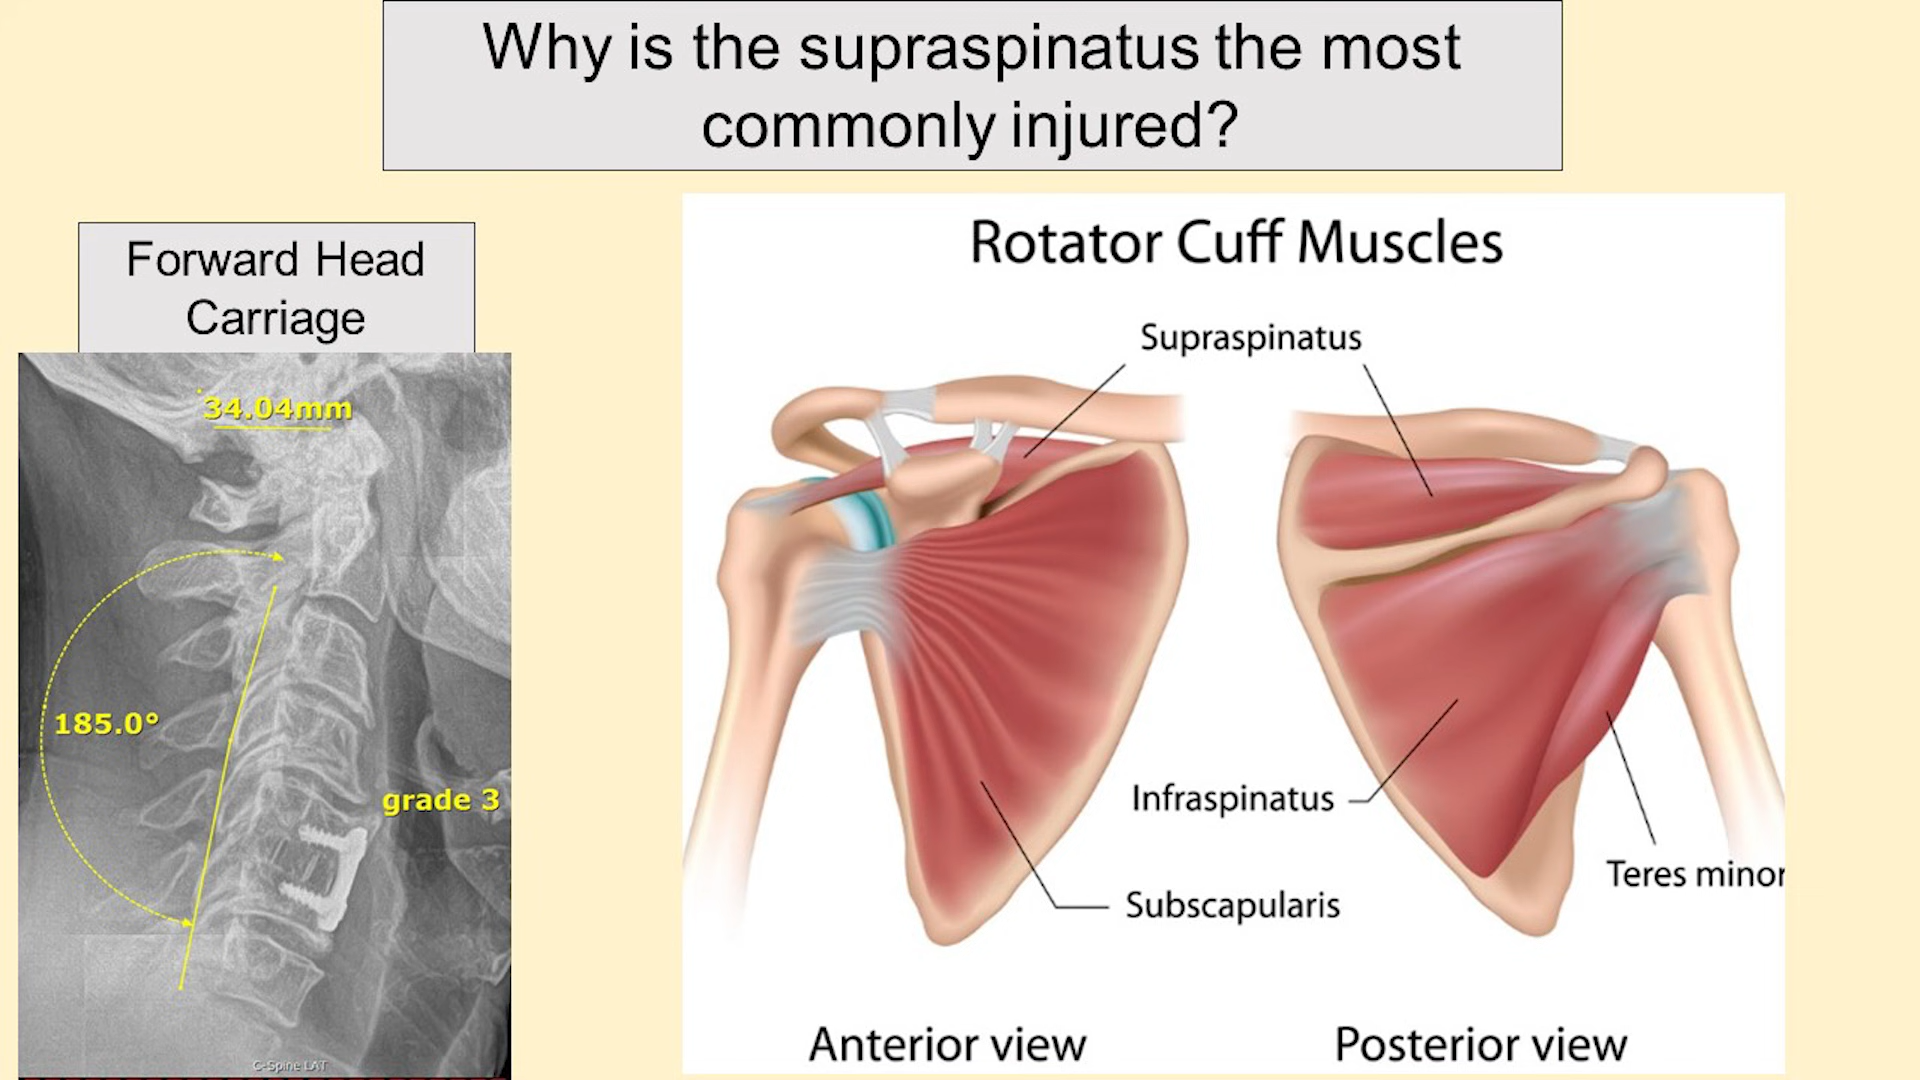 Why is the supraspinatus the most
commonly injured?
Forward Head
Carriage
34.04mm
185.0°
grade 3
C-Spine LAT
Rotator Cuff Muscles
Supraspinatus
Infraspinatus
Teres minor
Subscapularis
Anterior view
Posterior view